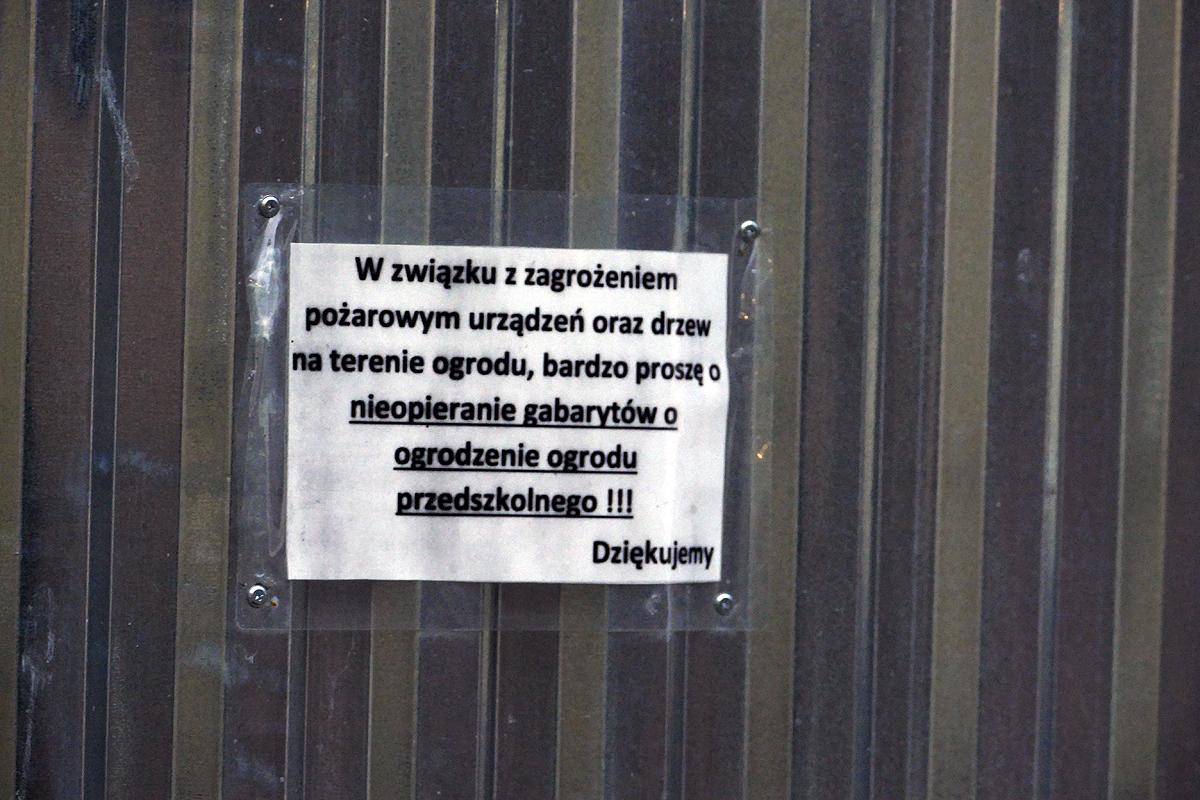 W związku z zagrożeniem
pożarowym urządzeń oraz drzew
na terenie ogrodu, bardzo proszę o
nieopieranie gabarytów o
ogrodzenie ogrodu
przedszkolnego !!!
Dziękujemy